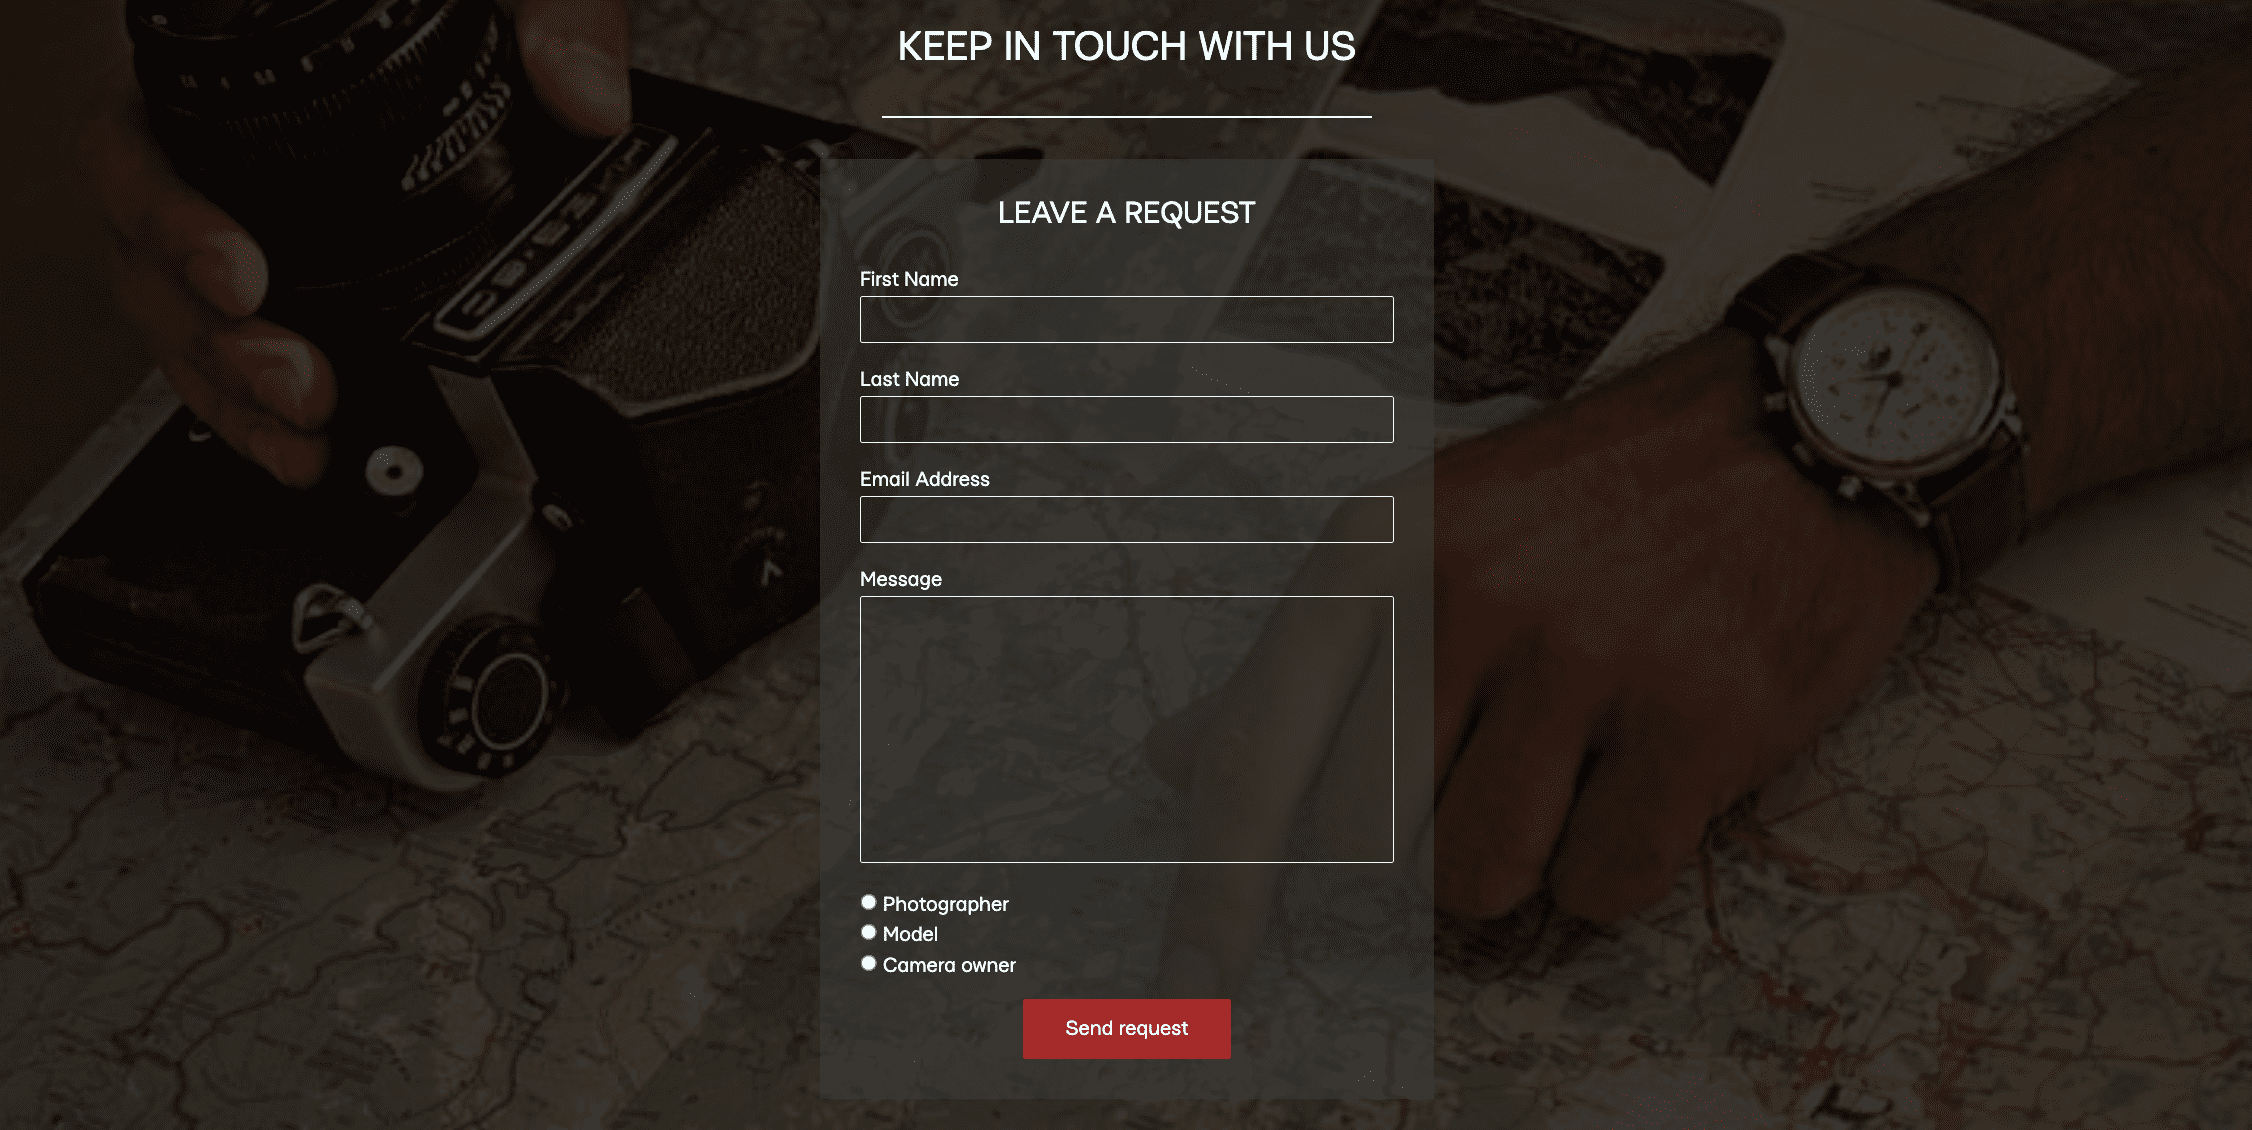 KEEP IN TOUCH WITH US
LEAVE A REQUEST
First Name
Last Name
Email Address
Message
Photographer
Model
Camera owner
Send request